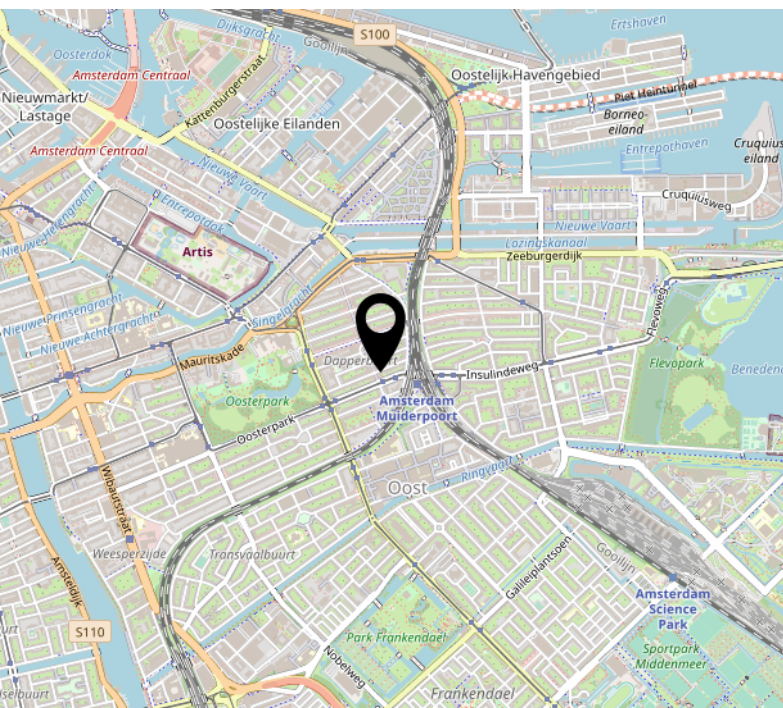 S100
Dijksgracht
Gooilijn
Ertshaven
Oosterdok
Amsterdam Centraal
Kattenburgerstraat
Oostelijk Havengebied
Piet Heintunnel
Nieuwmarkt/
Lastage
Oostelijke Eilanden
Borneo-
eiland
Amsterdam Centraal
Nieuwe Vaart
Entrepothaven
Cruquius
eiland
Nieuwe Herengracht
Entrepotdok
Cruquiusweg
Nieuwe Vaart
Artis
Lozingskanaal
Zeeburgerdijk
Nieuwe Prinsengracht
Singelgracht
Flevoweg
Nieuwe Achtergracht
Mauritskade
Flevopark
Insulindeweg
Benedend
Oosterpark
Amsterdam
Muiderpoort
Oosterpark
Wibautstraat
Ringvaart
Oost
Weesperzijde
Transvaalbuurt
Gooilijn
Galileiplantsoen
Amsteldijk
Amsterdam
Science
Park
S110
Park Frankendael
Sportpark
Middenmeer
Nobelweg
Frankendael